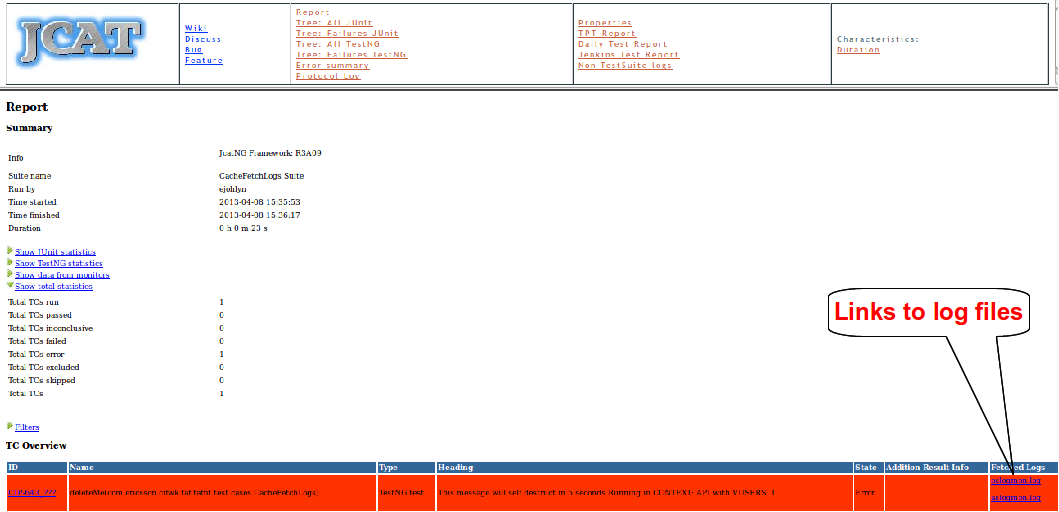 JCAT
Wiki
Discuss
Bug
Feature
Report
Tree: All JUnit
Tree: Failures JUnit
Tree: All TestNG
Tree: Failures TestNG
Error summary
Protocol Log
Properties
TPT Report
Daily Test Report
Jenkins Test Report
Non TestSuite logs
Characteristics:
Duration
Report
Summary
Info JcatNG Framework: R3A09
Suite name CacheFetchLogs Suite
Run by ejohlyn
Time started 2013-04-08 15:35:53
Time finished 2013-04-08 15:36:17
Duration 0 h 0 m 23 s
Show JUnit statistics
Show TestNG statistics
Show data from monitors
Show total statistics
Total TCs run 1
Total TCs passed 0
Total TCs inconclusive 0
Total TCs failed 0
Total TCs error 1
Total TCs excluded 0
Total TCs skipped 0
Total TCs 1
Links to log files
Filters
TC Overview
ID Name Type Heading State Addition Result Info Fetched Logs
deleteMe(com.ericsson.cifwk.taf.taftit.test.cases.CacheFetchLogs) TestNG test This message will self destruct in 5 seconds Running in CONTEXT: API with VUSERS: 1 Error eslogmon.log
eslogmon.log